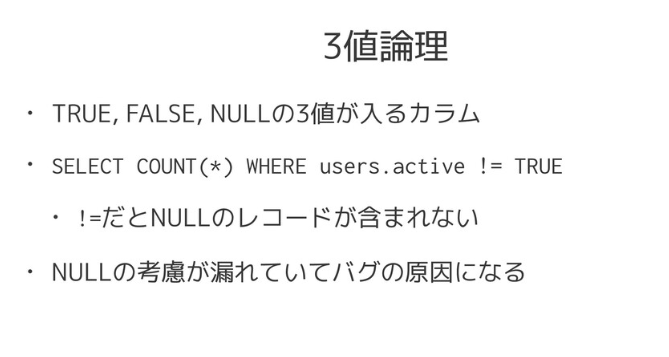 3値論理
・ TRUE, FALSE, NULLの3値が入るカラム
・ SELECT COUNT(*) WHERE users.active != TRUE
・ !=だとNULLのレコードが含まれない
・ NULLの考慮が漏れていてバグの原因になる